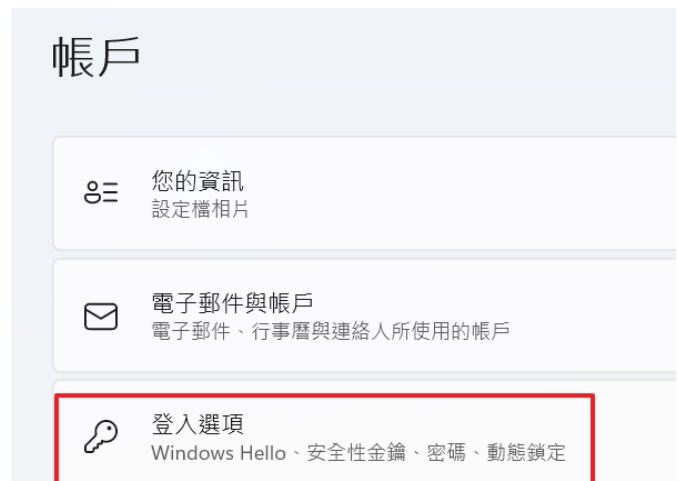 帳戶
您的資訊
設定檔相片
電子郵件與帳戶
電子郵件、行事曆與連絡人所使用的帳戶
登入選項
Windows Hello、安全性金鑰、密碼、動態鎖定